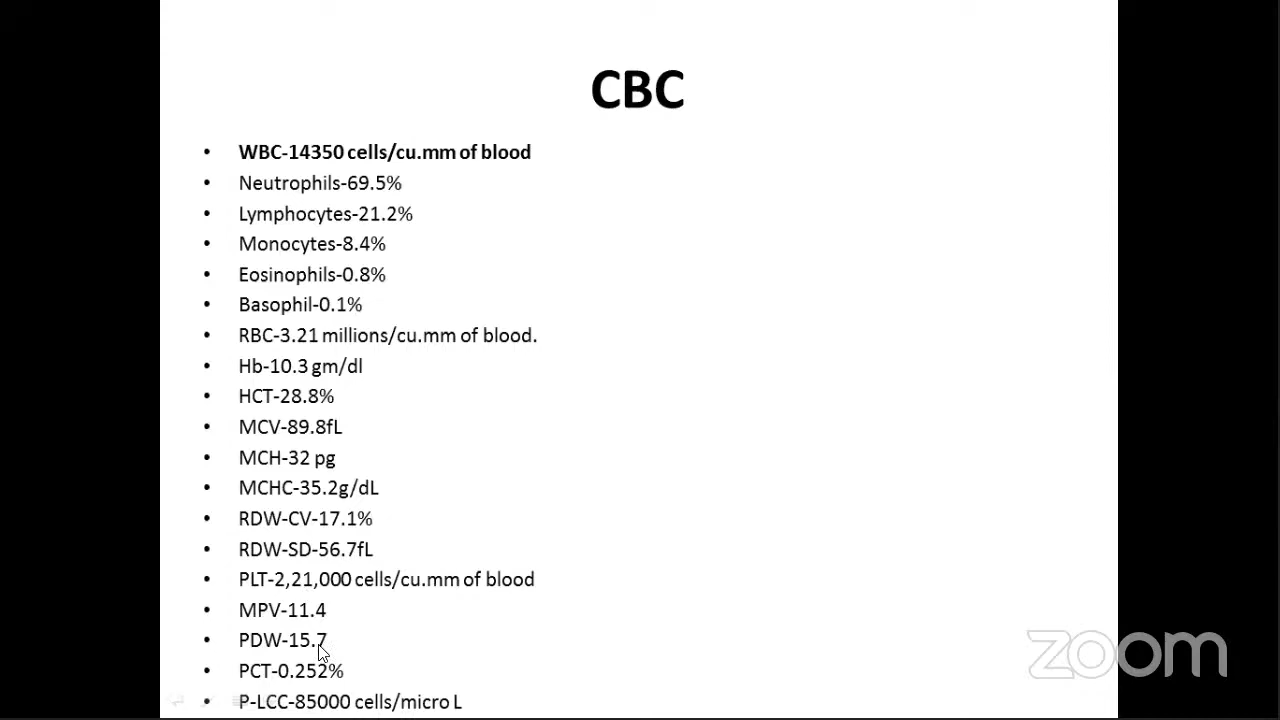 CBC
• WBC-14350 cells/cu.mm of blood
• Neutrophils-69.5%
• Lymphocytes-21.2%
• Monocytes-8.4%
• Eosinophils-0.8%
• Basophil-0.1%
• RBC-3.21 millions/cu.mm of blood.
• Hb-10.3 gm/dl
• HCT-28.8%
• MCV-89.8fL
• MCH-32 pg
• MCHC-35.2g/dL
• RDW-CV-17.1%
• RDW-SD-56.7fL
• PLT-2,21,000 cells/cu.mm of blood
• MPV-11.4
• PDW-15.7
• PCT-0.252%
• P-LCC-85000 cells/micro L
zoom